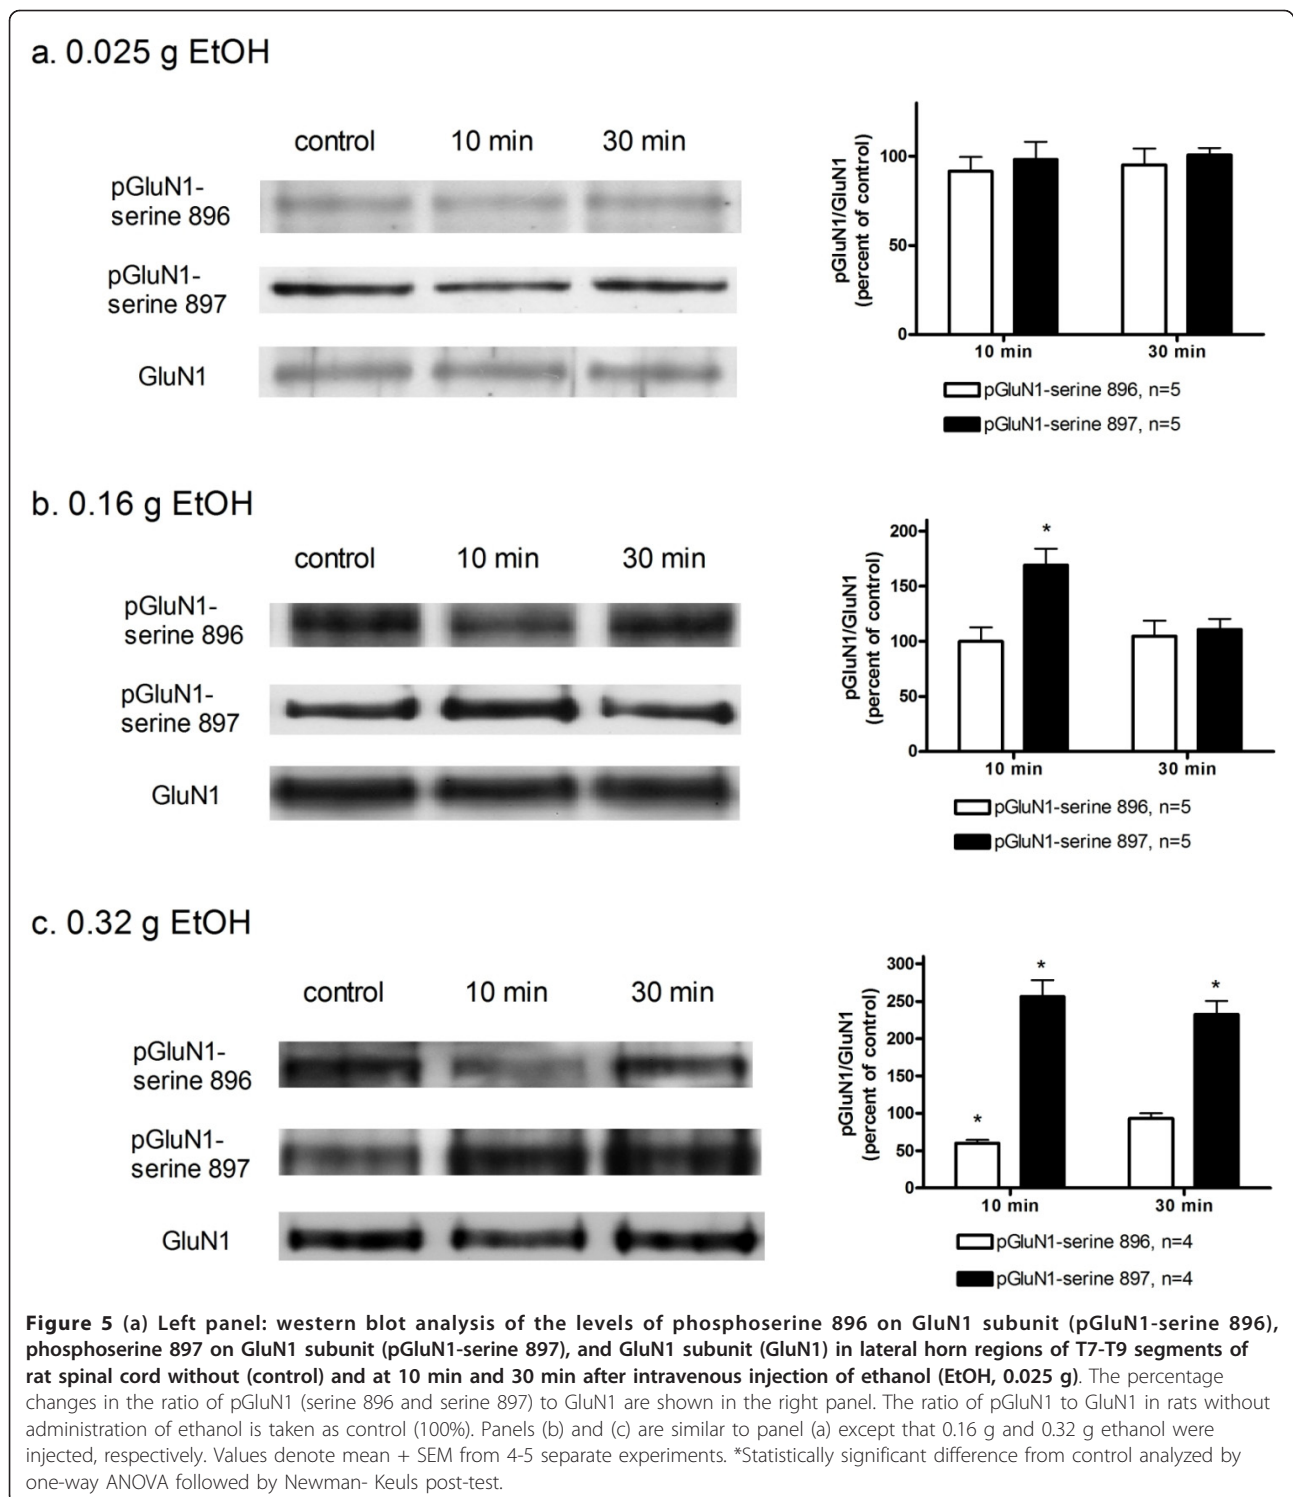 a. 0.025 g EtOH
control 10 min 30 min
pGluN1-
serine 896
pGluN1-
serine 897
GluN1
pGluN1/GluN1
(percent of control)
100
50
0
10 min 30 min
pGluN1-serine 896, n=5
pGluN1-serine 897, n=5
b. 0.16 g EtOH
control 10 min 30 min
pGluN1-
serine 896
pGluN1-
serine 897
GluN1
pGluN1/GluN1
(percent of control)
200
150
100
50
0
*
10 min 30 min
pGluN1-serine 896, n=5
pGluN1-serine 897, n=5
c. 0.32 g EtOH
control 10 min 30 min
pGluN1-
serine 896
pGluN1-
serine 897
GluN1
pGluN1/GluN1
(percent of control)
300
250
200
150
100
50
0
* * *
10 min 30 min
pGluN1-serine 896, n=4
pGluN1-serine 897, n=4
Figure 5 (a) Left panel: western blot analysis of the levels of phosphoserine 896 on GluN1 subunit (pGluN1-serine 896),
phosphoserine 897 on GluN1 subunit (pGluN1-serine 897), and GluN1 subunit (GluN1) in lateral horn regions of T7-T9 segments of
rat spinal cord without (control) and at 10 min and 30 min after intravenous injection of ethanol (EtOH, 0.025 g). The percentage
changes in the ratio of pGluN1 (serine 896 and serine 897) to GluN1 are shown in the right panel. The ratio of pGluN1 to GluN1 in rats without
administration of ethanol is taken as control (100%). Panels (b) and (c) are similar to panel (a) except that 0.16 g and 0.32 g ethanol were
injected, respectively. Values denote mean + SEM from 4-5 separate experiments. *Statistically significant difference from control analyzed by
one-way ANOVA followed by Newman- Keuls post-test.